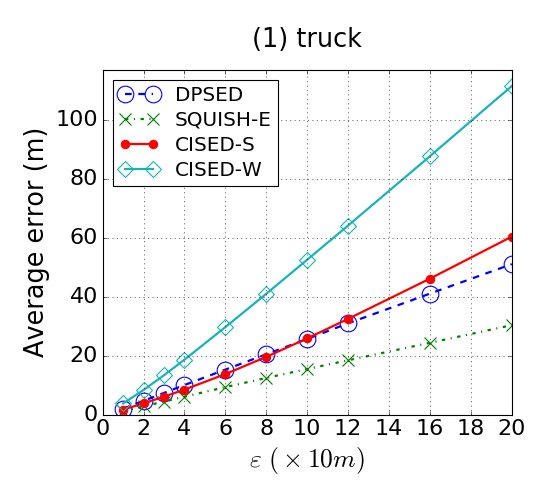 (1) truck
Average error (m)
100
80
60
40
20
0
DPSED
SQUISH-E
CISED-S
CISED-W
0 2 4 6 8 10 12 14 16 18 20
ε (×10m)